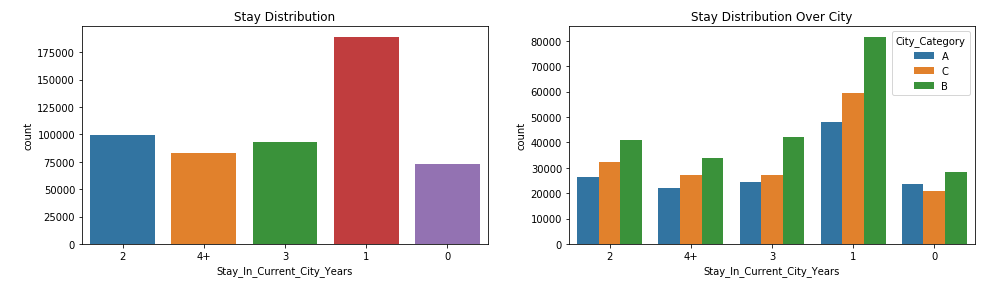 Stay Distribution
count
175000
150000
125000
100000
75000
50000
25000
0
2 4+ 3 1 0
Stay_In_Current_City_Years
Stay Distribution Over City
count
80000
70000
60000
50000
40000
30000
20000
10000
0
City_Category
A
C
B
2 4+ 3 1 0
Stay_In_Current_City_Years